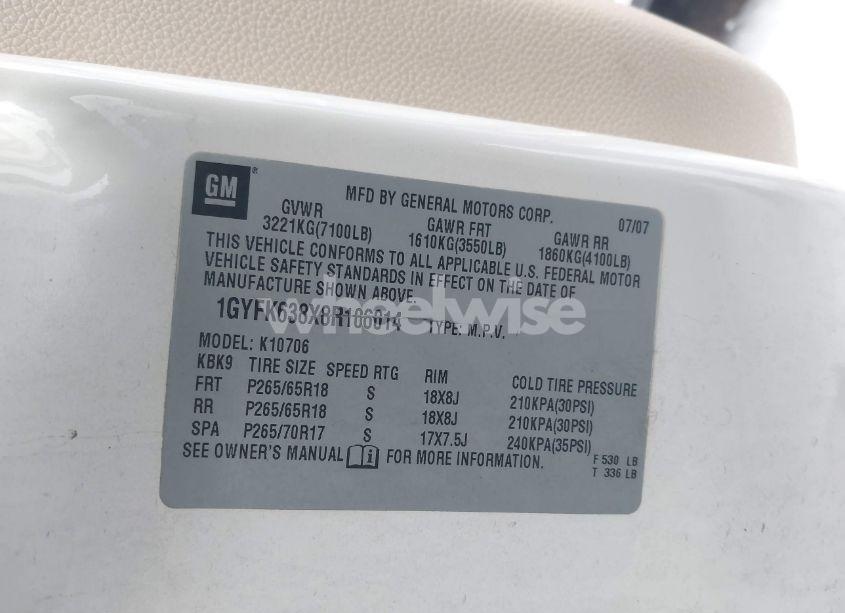 GM ®
MFD BY GENERAL MOTORS CORP. 07/07
GVWR GAWR FRT GAWR RR
3221KG(7100LB) 1610KG(3550LB) 1860KG(4100LB)
THIS VEHICLE CONFORMS TO ALL APPLICABLE U.S. FEDERAL MOTOR
VEHICLE SAFETY STANDARDS IN EFFECT ON THE DATE OF
MANUFACTURE SHOWN ABOVE.
wheelwise
1GYFK638X8R106014 TYPE: M.P.V.
MODEL: K10706
KBK9 TIRE SIZE SPEED RTG RIM COLD TIRE PRESSURE
FRT P265/65R18 S 18X8J 210KPA(30PSI)
RR P265/65R18 S 18X8J 210KPA(30PSI)
SPA P265/70R17 S 17X7.5J 240KPA(35PSI)
SEE OWNER'S MANUAL i FOR MORE INFORMATION.
F 530 LB
T 336 LB